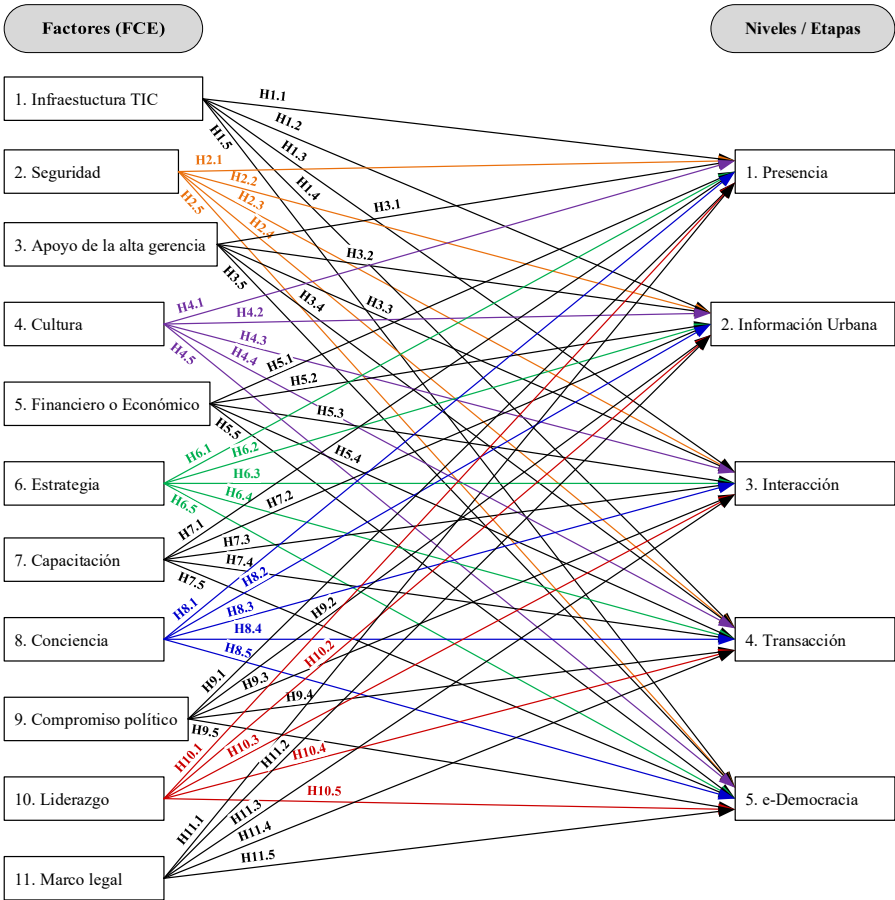 Factores (FCE)
Niveles / Etapas
1. Infraestuctura TIC
2. Seguridad
3. Apoyo de la alta gerencia
4. Cultura
5. Financiero o Económico
6. Estrategia
7. Capacitación
8. Conciencia
9. Compromiso político
10. Liderazgo
11. Marco legal
H1.1
H1.2
H1.3
H1.4
H1.5
H2.1
H2.2
H2.3
H2.4
H2.5
H3.1
H3.2
H3.3
H3.4
H3.5
H4.1
H4.2
H4.3
H4.4
H4.5
H5.1
H5.2
H5.3
H5.4
H5.5
H6.1
H6.2
H6.3
H6.4
H6.5
H7.1
H7.2
H7.3
H7.4
H7.5
H8.1
H8.2
H8.3
H8.4
H8.5
H9.1
H9.2
H9.3
H9.4
H9.5
H10.1
H10.2
H10.3
H10.4
H10.5
H11.1
H11.2
H11.3
H11.4
H11.5
1. Presencia
2. Información Urbana
3. Interacción
4. Transacción
5. e-Democracia